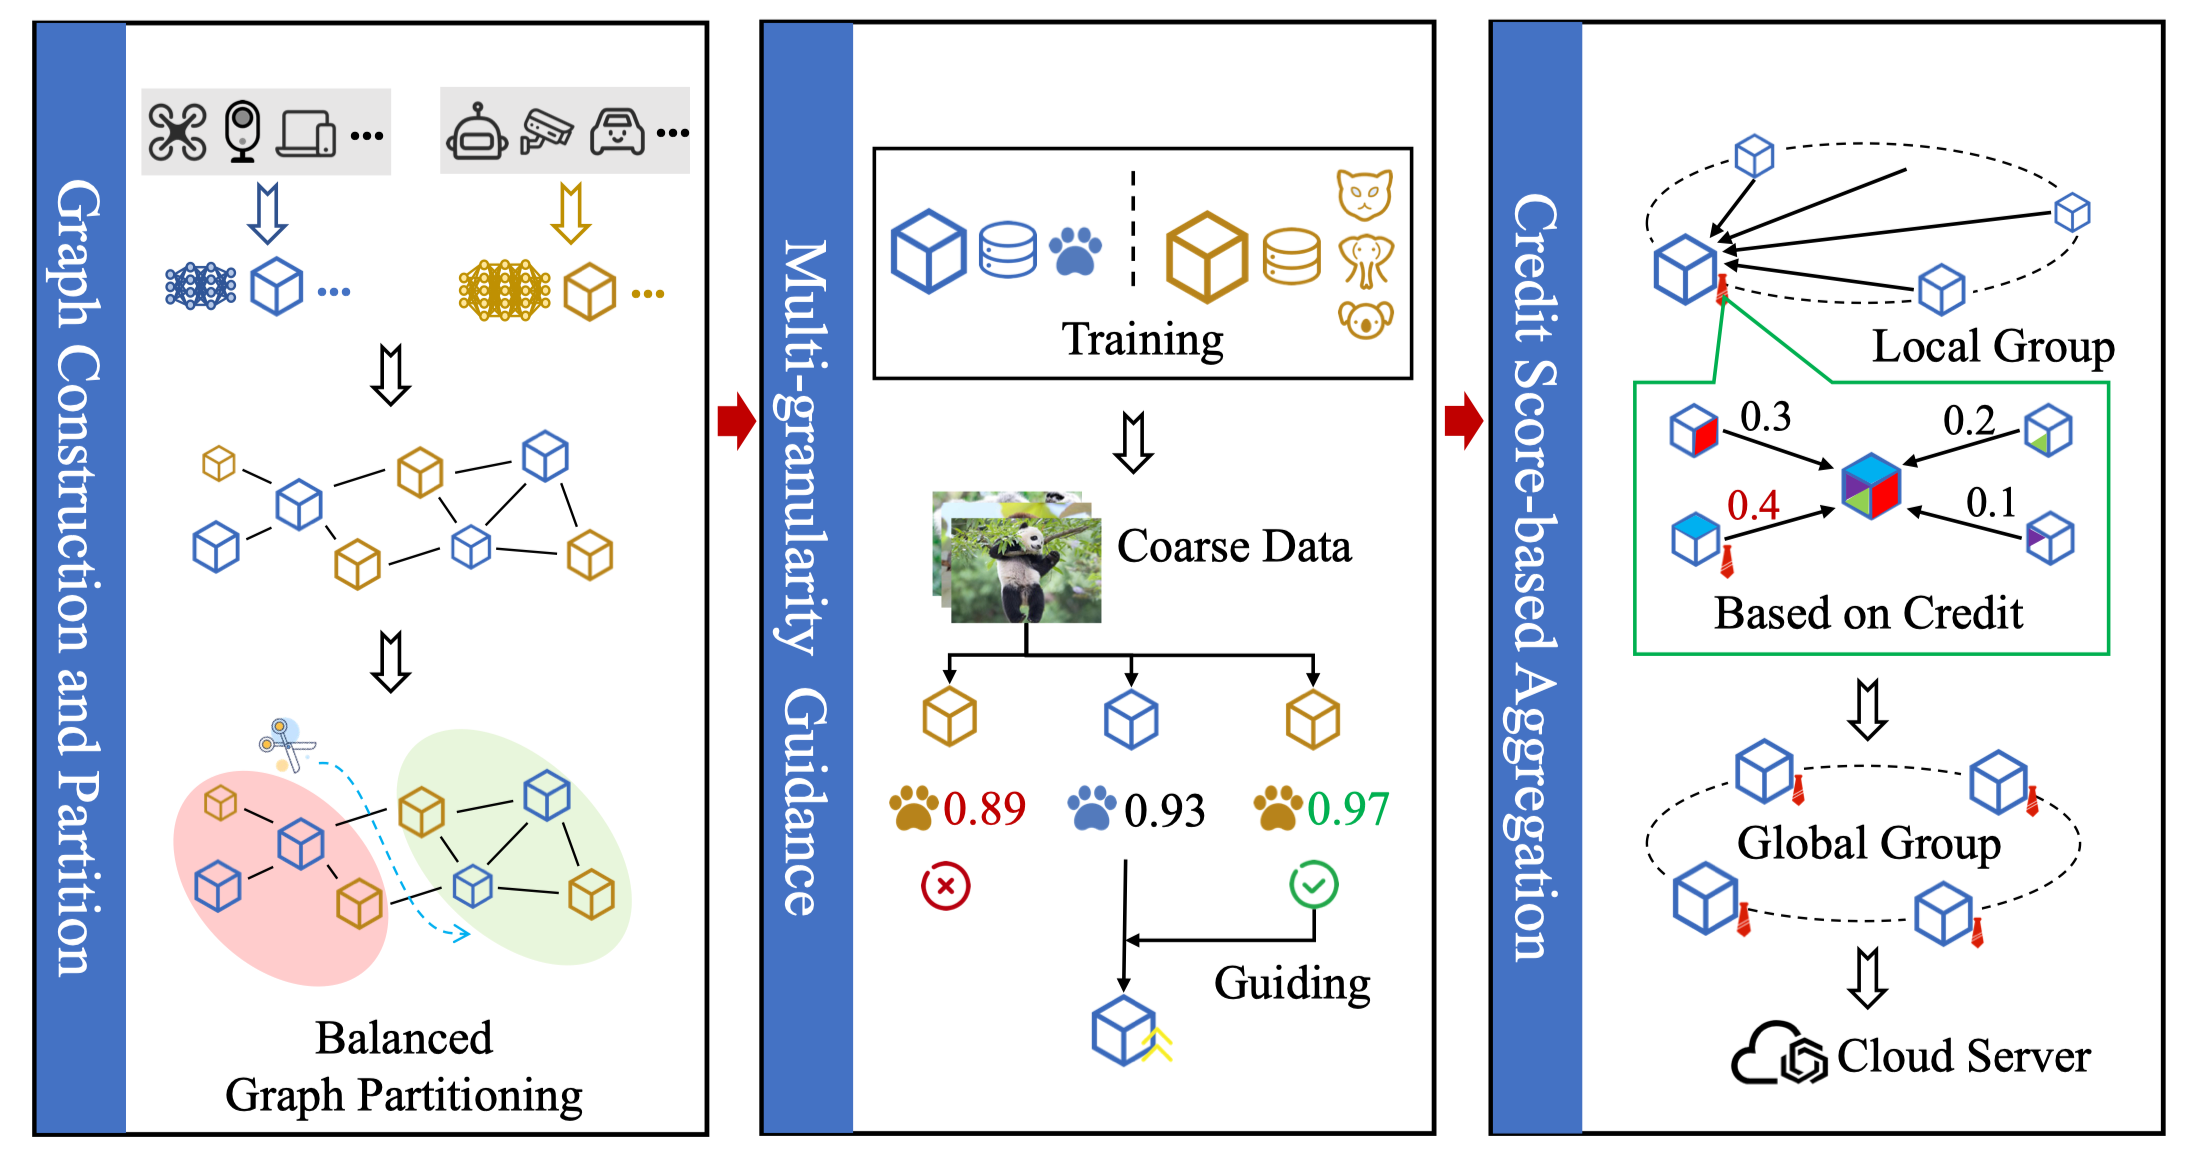 Graph Construction and Partition
Balanced
Graph Partitioning
Multi-granularity Guidance
Training
Coarse Data
0.89
0.93
0.97
Guiding
Credit Score-based Aggregation
Local Group
0.3
0.2
0.4
0.1
Based on Credit
Global Group
Cloud Server